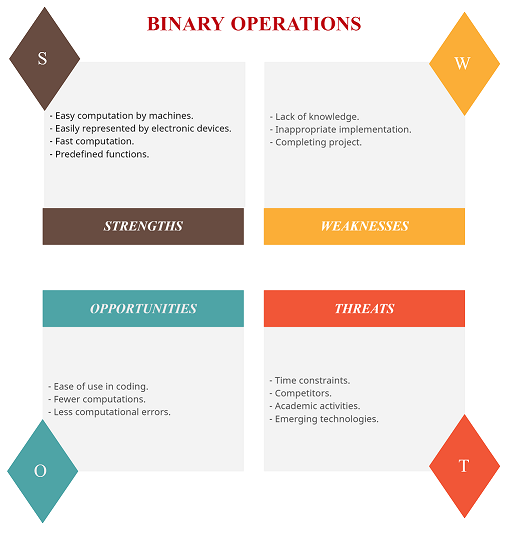 BINARY OPERATIONS
S
- Easy computation by machines.
- Easily represented by electronic devices.
- Fast computation.
- Predefined functions.
STRENGTHS
W
- Lack of knowledge.
- Inappropriate implementation.
- Completing project.
WEAKNESSES
OPPORTUNITIES
- Ease of use in coding.
- Fewer computations.
- Less computational errors.
O
THREATS
- Time constraints.
- Competitors.
- Academic activities.
- Emerging technologies.
T